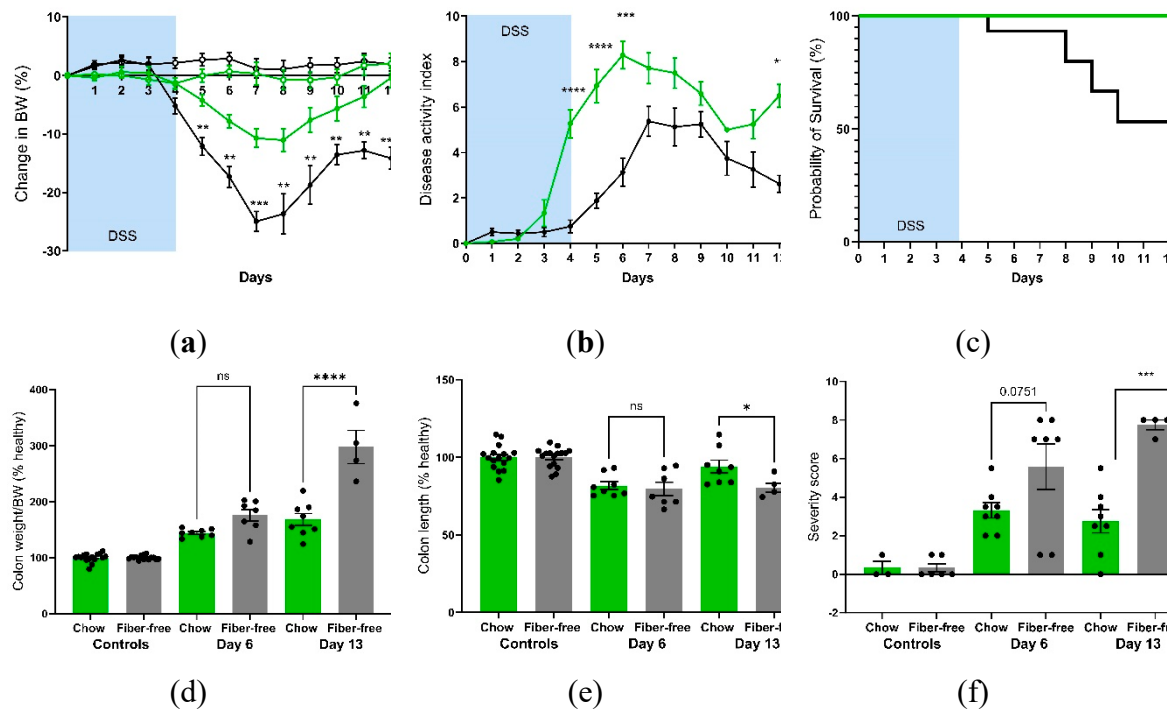 Change in BW (%)
10
0
-10
-20
-30
1 2 3 4 5 6 7 8 9 10 11 1
** ** *** ** ** ** ** **
DSS
Days
Disease activity index
10
8
6
4
2
0
DSS
**** **** *** *
0 1 2 3 4 5 6 7 8 9 10 11 12
Days
Probability of Survival (%)
100
50
0
DSS
0 1 2 3 4 5 6 7 8 9 10 11 1
Days
(a) (b) (c)
Colon weight/BW (% healthy)
400
300
200
100
0
ns ****
Chow Fiber-free Chow Fiber-free Chow Fiber-free
Controls Day 6 Day 13
Colon length (% healthy)
150
100
50
0
ns *
Chow Fiber-free Chow Fiber-free Chow Fiber-f
Controls Day 6 Day 13
Severity score
10
8
6
4
2
0
-2
0.0751 ***
Chow Fiber-free Chow Fiber-free Chow Fiber-fr
Controls Day 6 Day 13
(d) (e) (f)